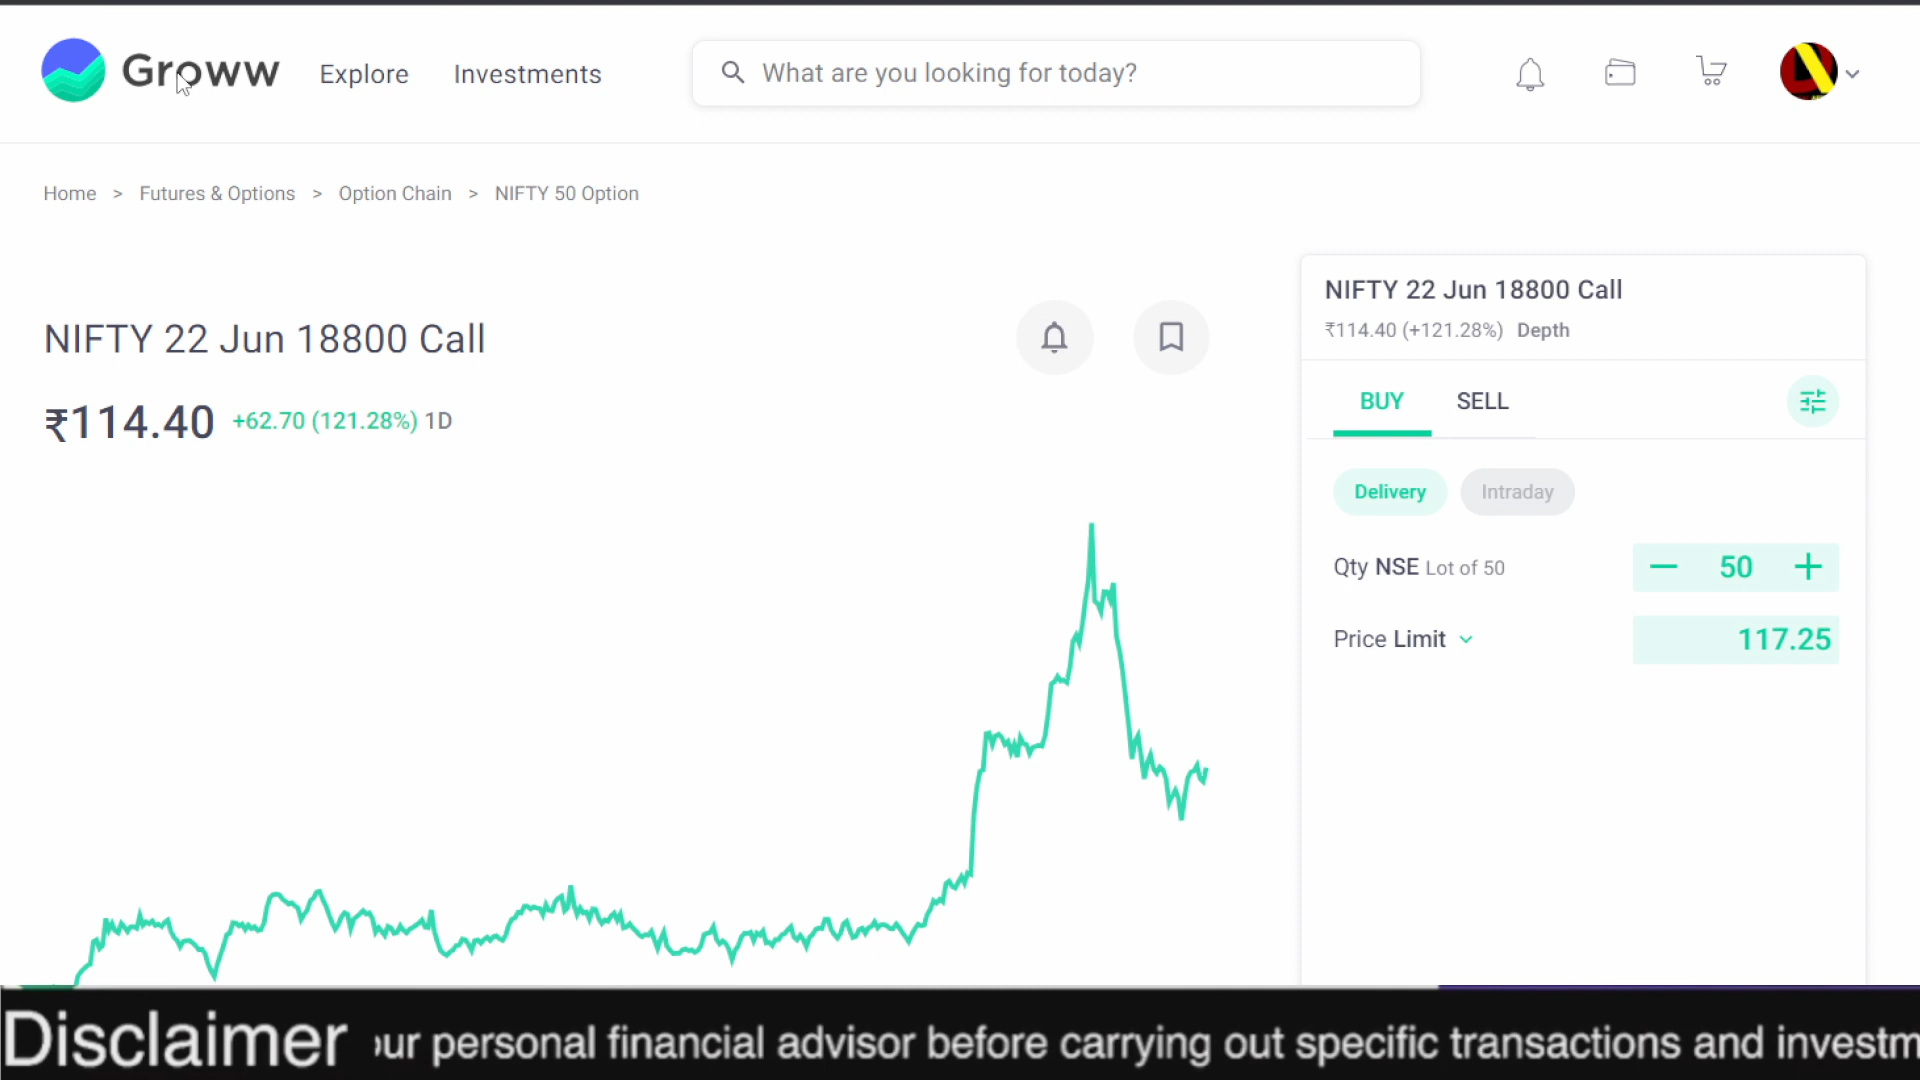 Groww Explore Investments What are you looking for today?
Home > Futures & Options > Option Chain > NIFTY 50 Option
NIFTY 22 Jun 18800 Call
₹114.40 +62.70 (121.28%) 1D
NIFTY 22 Jun 18800 Call
₹114.40 (+121.28%) Depth
BUY SELL
Delivery Intraday
Qty NSE Lot of 50 − 50 +
Price Limit 117.25
Disclaimer personal financial advisor before carrying out specific transactions and